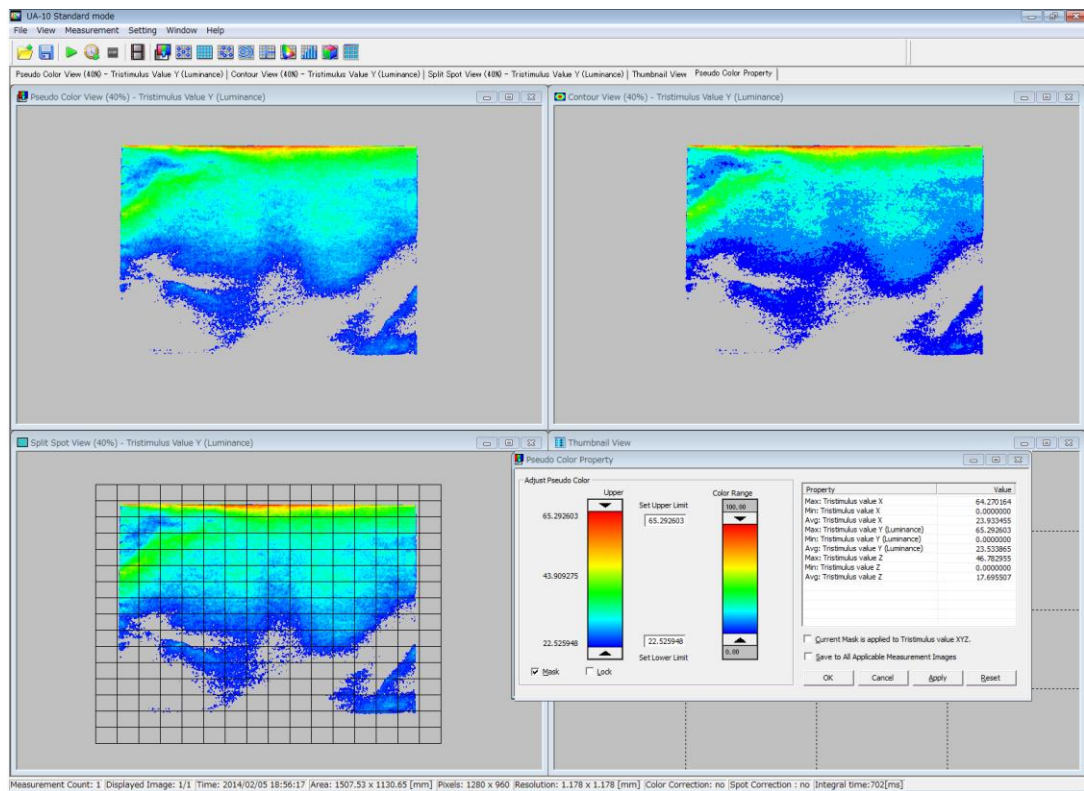 UA-10 Standard mode
File View Measurement Setting Window Help
Pseudo Color View (40%) - Tristimulus Value Y (Luminance) | Contour View (40%) - Tristimulus Value Y (Luminance) | Split Spot View (40%) - Tristimulus Value Y (Luminance) | Thumbnail View | Pseudo Color Property
Pseudo Color View (40%) - Tristimulus Value Y (Luminance)
Contour View (40%) - Tristimulus Value Y (Luminance)
Split Spot View (40%) - Tristimulus Value Y (Luminance)
Thumbnail View
Pseudo Color Property
Adjust Pseudo Color
Upper
Color Range
65.292603
Set Upper Limit
65.292603
100.00
43.909275
22.525948
22.525948
Set Lower Limit
0.00
Mask
Lock
Property Value
Max: Tristimulus value X 64.270164
Min: Tristimulus value X 0.0000000
Avg: Tristimulus value X 23.933455
Max: Tristimulus value Y (Luminance) 65.292603
Min: Tristimulus value Y (Luminance) 0.0000000
Avg: Tristimulus value Y (Luminance) 23.533865
Max: Tristimulus value Z 46.782955
Min: Tristimulus value Z 0.0000000
Avg: Tristimulus value Z 17.695507
Current Mask is applied to Tristimulus value XYZ.
Save to All Applicable Measurement Images
OK Cancel Apply Reset
Measurement Count: 1 Displayed Image: 1/1 Time: 2014/02/05 18:56:17 Area: 1507.53 x 1130.65 [mm] Pixels: 1280 x 960 Resolution: 1.178 x 1.178 [mm] Color Correction: no Spot Correction : no Integral time:702[ms]